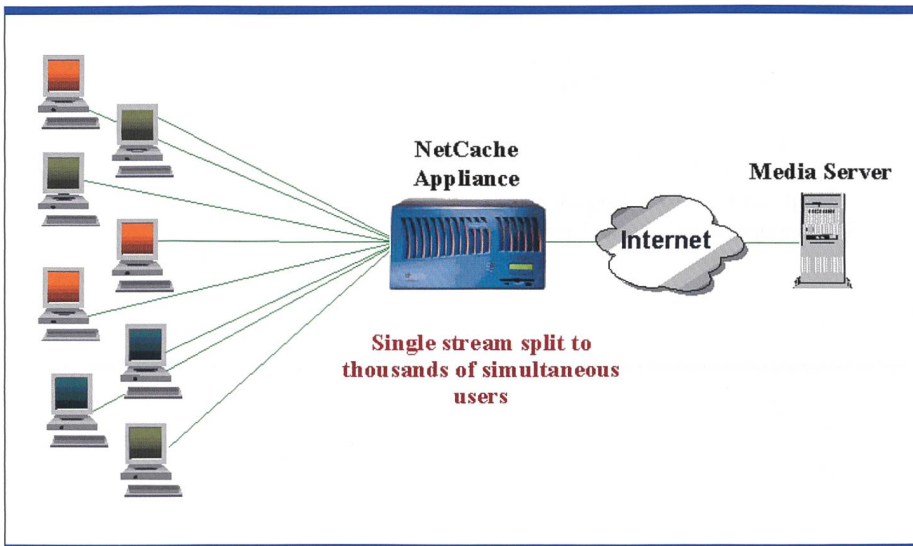 NetCache
Appliance
Media Server
Internet
Single stream split to
thousands of simultaneous
users